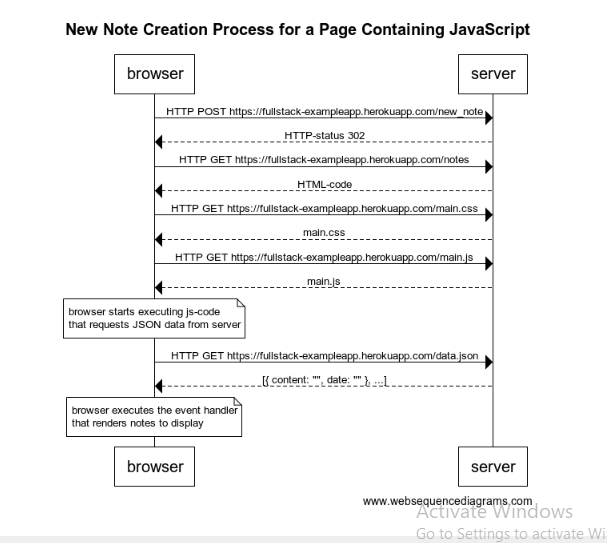 New Note Creation Process for a Page Containing JavaScript
browser
server
HTTP POST https://fullstack-exampleapp.herokuapp.com/new_note
HTTP-status 302
HTTP GET https://fullstack-exampleapp.herokuapp.com/notes
HTML-code
HTTP GET https://fullstack-exampleapp.herokuapp.com/main.css
main.css
HTTP GET https://fullstack-exampleapp.herokuapp.com/main.js
main.js
browser starts executing js-code
that requests JSON data from server
HTTP GET https://fullstack-exampleapp.herokuapp.com/data.json
[{ content: "", date: "" }, ...]
browser executes the event handler
that renders notes to display
browser
server
www.websequencediagrams.com
Activate Windows
Go to Settings to activate Wi